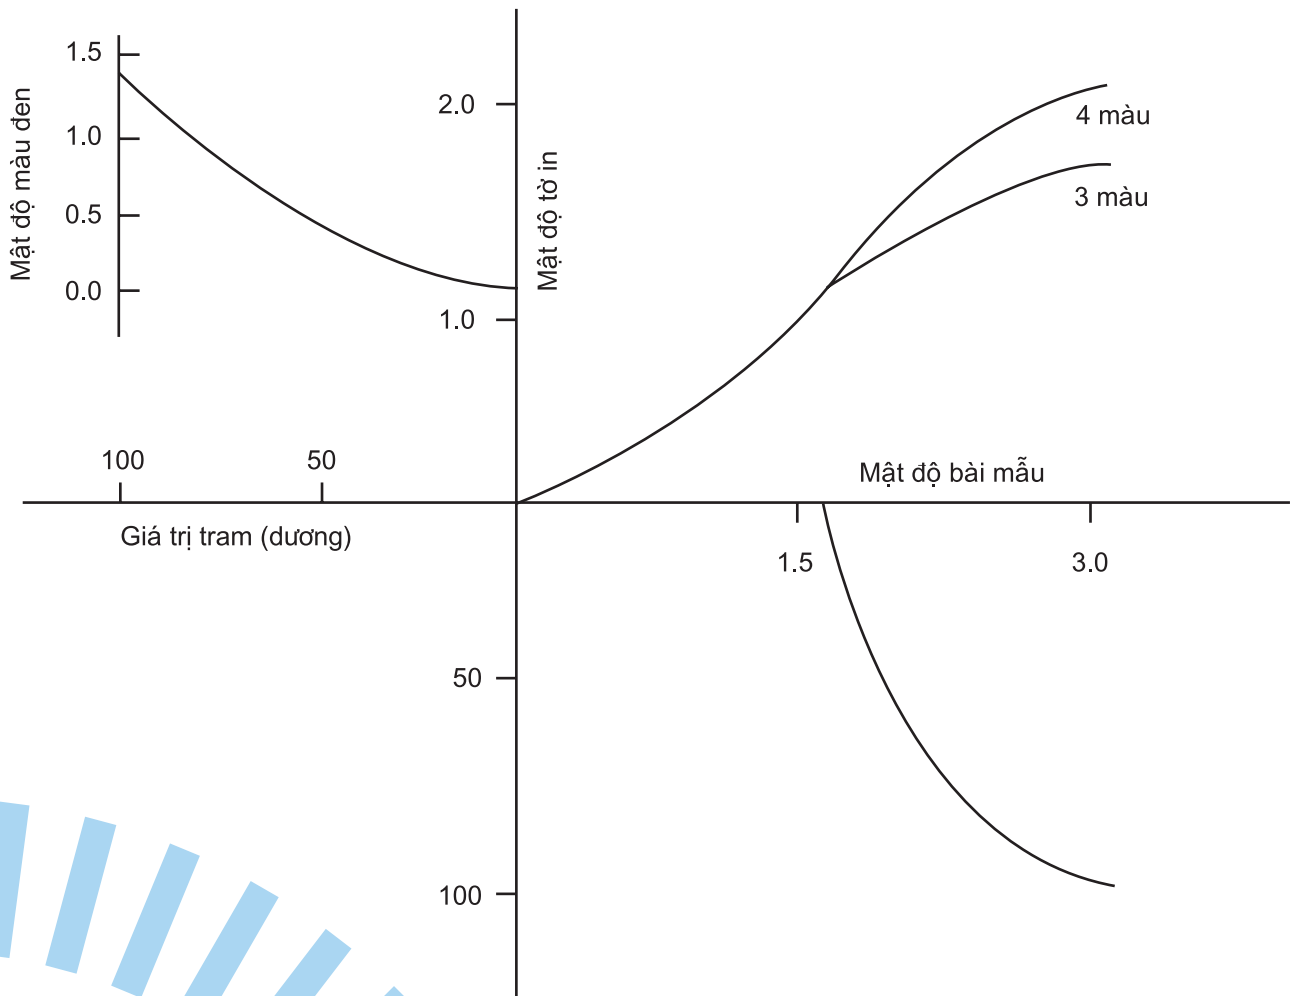 1.5
1.0
0.5
0.0
Mật độ màu đen
2.0
1.0
Mật độ tờ in
4 màu
3 màu
100
50
Giá trị tram (dương)
Mật độ bài mẫu
1.5
3.0
50
100